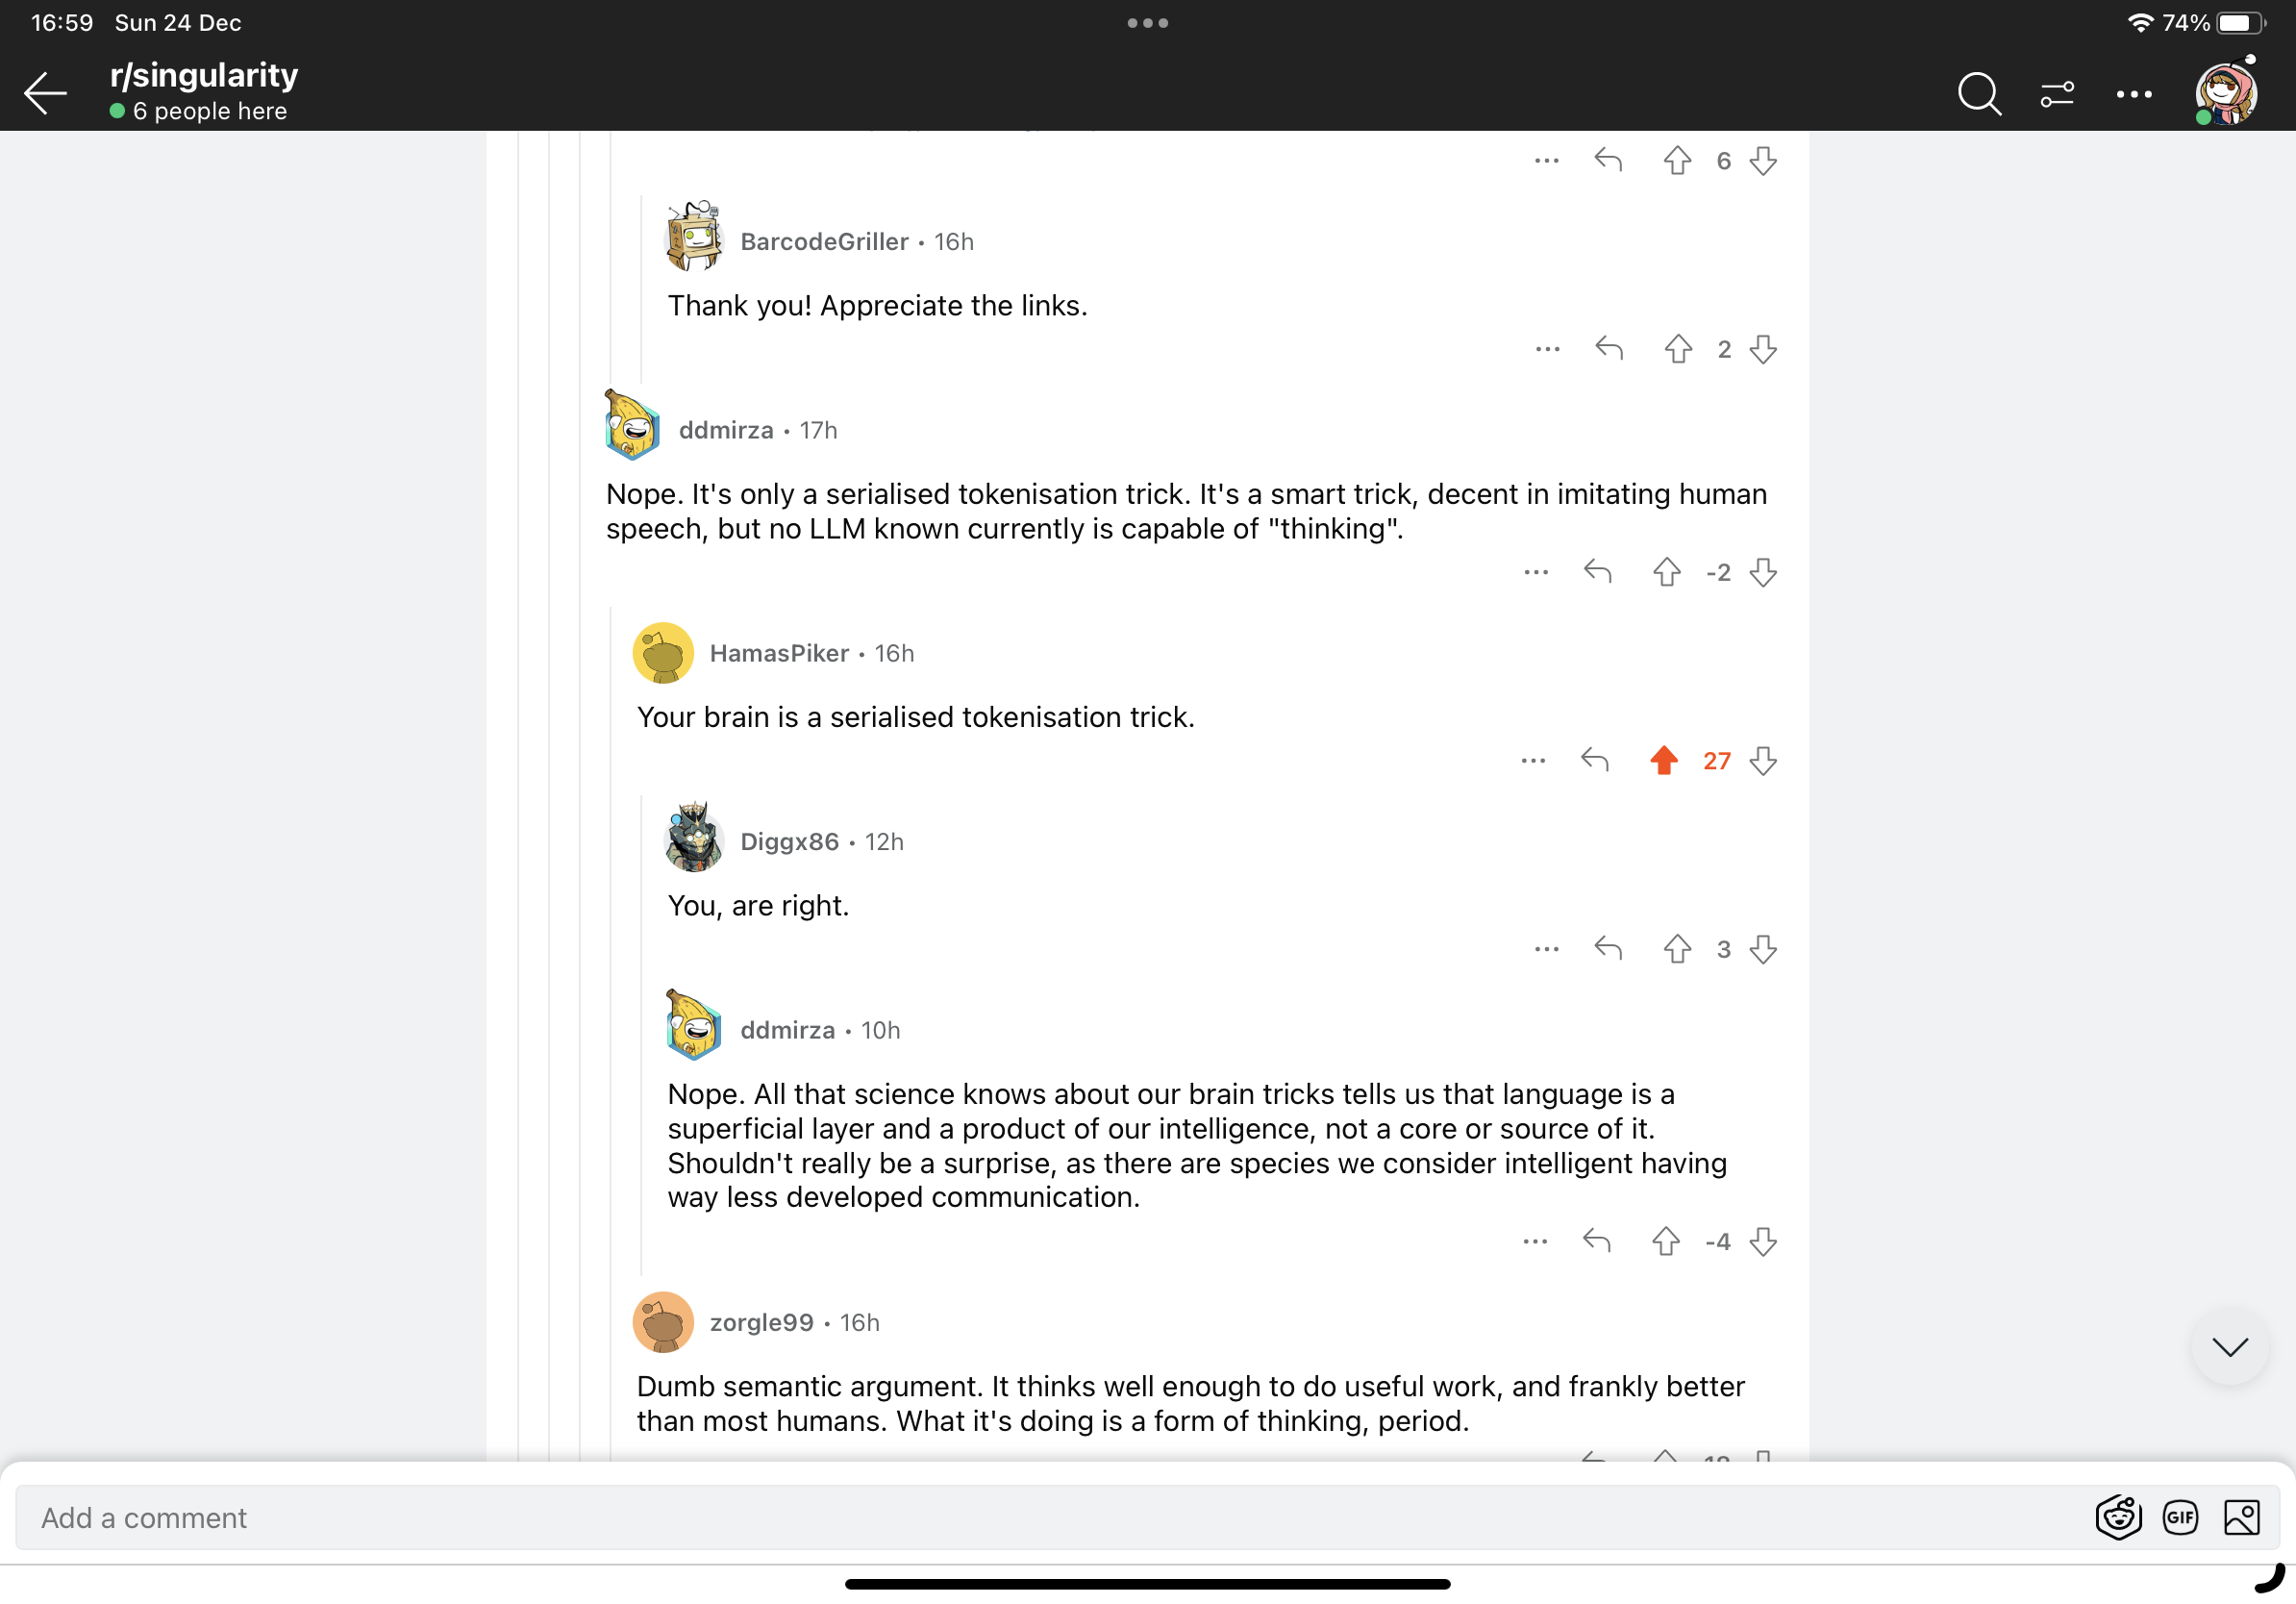 16:59 Sun 24 Dec
74%
r/singularity
6 people here
6
BarcodeGriller • 16h
Thank you! Appreciate the links.
2
ddmirza • 17h
Nope. It's only a serialised tokenisation trick. It's a smart trick, decent in imitating human
speech, but no LLM known currently is capable of "thinking".
-2
HamasPiker • 16h
Your brain is a serialised tokenisation trick.
27
Diggx86 • 12h
You, are right.
3
ddmirza • 10h
Nope. All that science knows about our brain tricks tells us that language is a
superficial layer and a product of our intelligence, not a core or source of it.
Shouldn't really be a surprise, as there are species we consider intelligent having
way less developed communication.
-4
zorgle99 • 16h
Dumb semantic argument. It thinks well enough to do useful work, and frankly better
than most humans. What it's doing is a form of thinking, period.
Add a comment
GIF